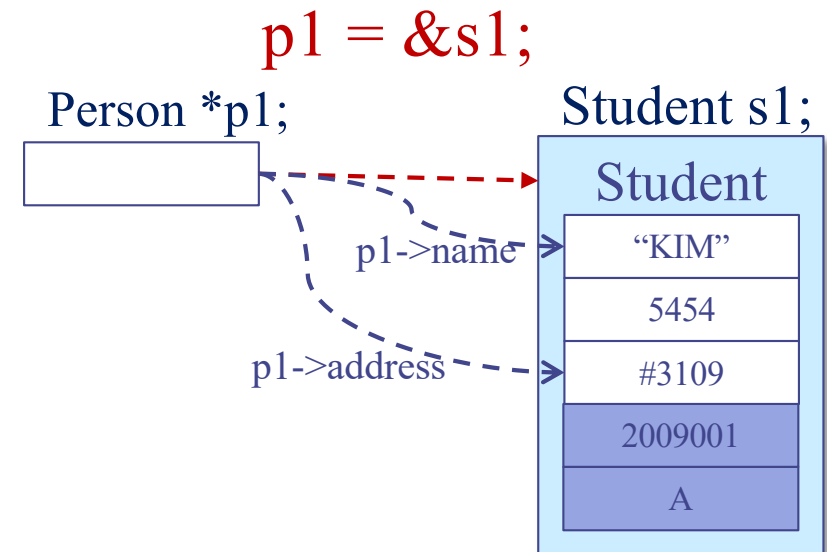 p1 = &s1;
Person *p1;
Student s1;
Student
“KIM”
p1->name
5454
p1->address
#3109
2009001
A